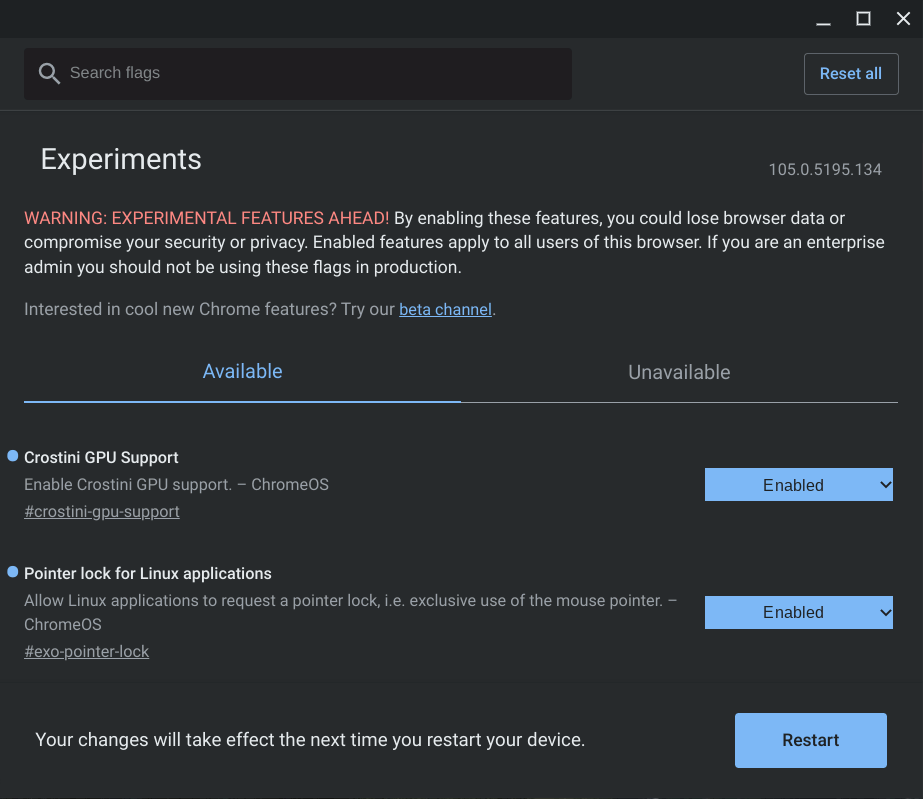 Search flags
Reset all
Experiments
105.0.5195.134
WARNING: EXPERIMENTAL FEATURES AHEAD! By enabling these features, you could lose browser data or
compromise your security or privacy. Enabled features apply to all users of this browser. If you are an enterprise
admin you should not be using these flags in production.
Interested in cool new Chrome features? Try our beta channel.
Available
Unavailable
Crostini GPU Support
Enable Crostini GPU support. – ChromeOS
#crostini-gpu-support
Enabled
Pointer lock for Linux applications
Allow Linux applications to request a pointer lock, i.e. exclusive use of the mouse pointer. –
ChromeOS
#exo-pointer-lock
Enabled
Your changes will take effect the next time you restart your device.
Restart